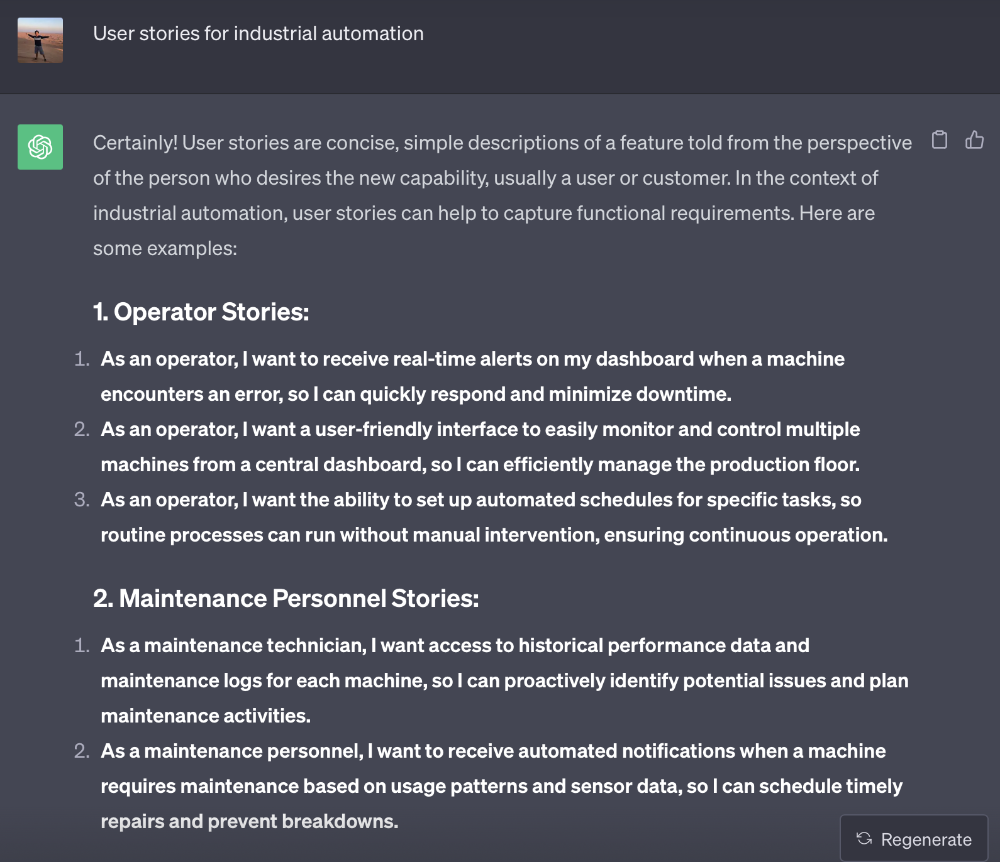 User stories for industrial automation
Certainly! User stories are concise, simple descriptions of a feature told from the perspective
of the person who desires the new capability, usually a user or customer. In the context of
industrial automation, user stories can help to capture functional requirements. Here are
some examples:
1. Operator Stories:
1. As an operator, I want to receive real-time alerts on my dashboard when a machine
encounters an error, so I can quickly respond and minimize downtime.
2. As an operator, I want a user-friendly interface to easily monitor and control multiple
machines from a central dashboard, so I can efficiently manage the production floor.
3. As an operator, I want the ability to set up automated schedules for specific tasks, so
routine processes can run without manual intervention, ensuring continuous operation.
2. Maintenance Personnel Stories:
1. As a maintenance technician, I want access to historical performance data and
maintenance logs for each machine, so I can proactively identify potential issues and plan
maintenance activities.
2. As a maintenance personnel, I want to receive automated notifications when a machine
requires maintenance based on usage patterns and sensor data, so I can schedule timely
repairs and prevent breakdowns.
Regenerate